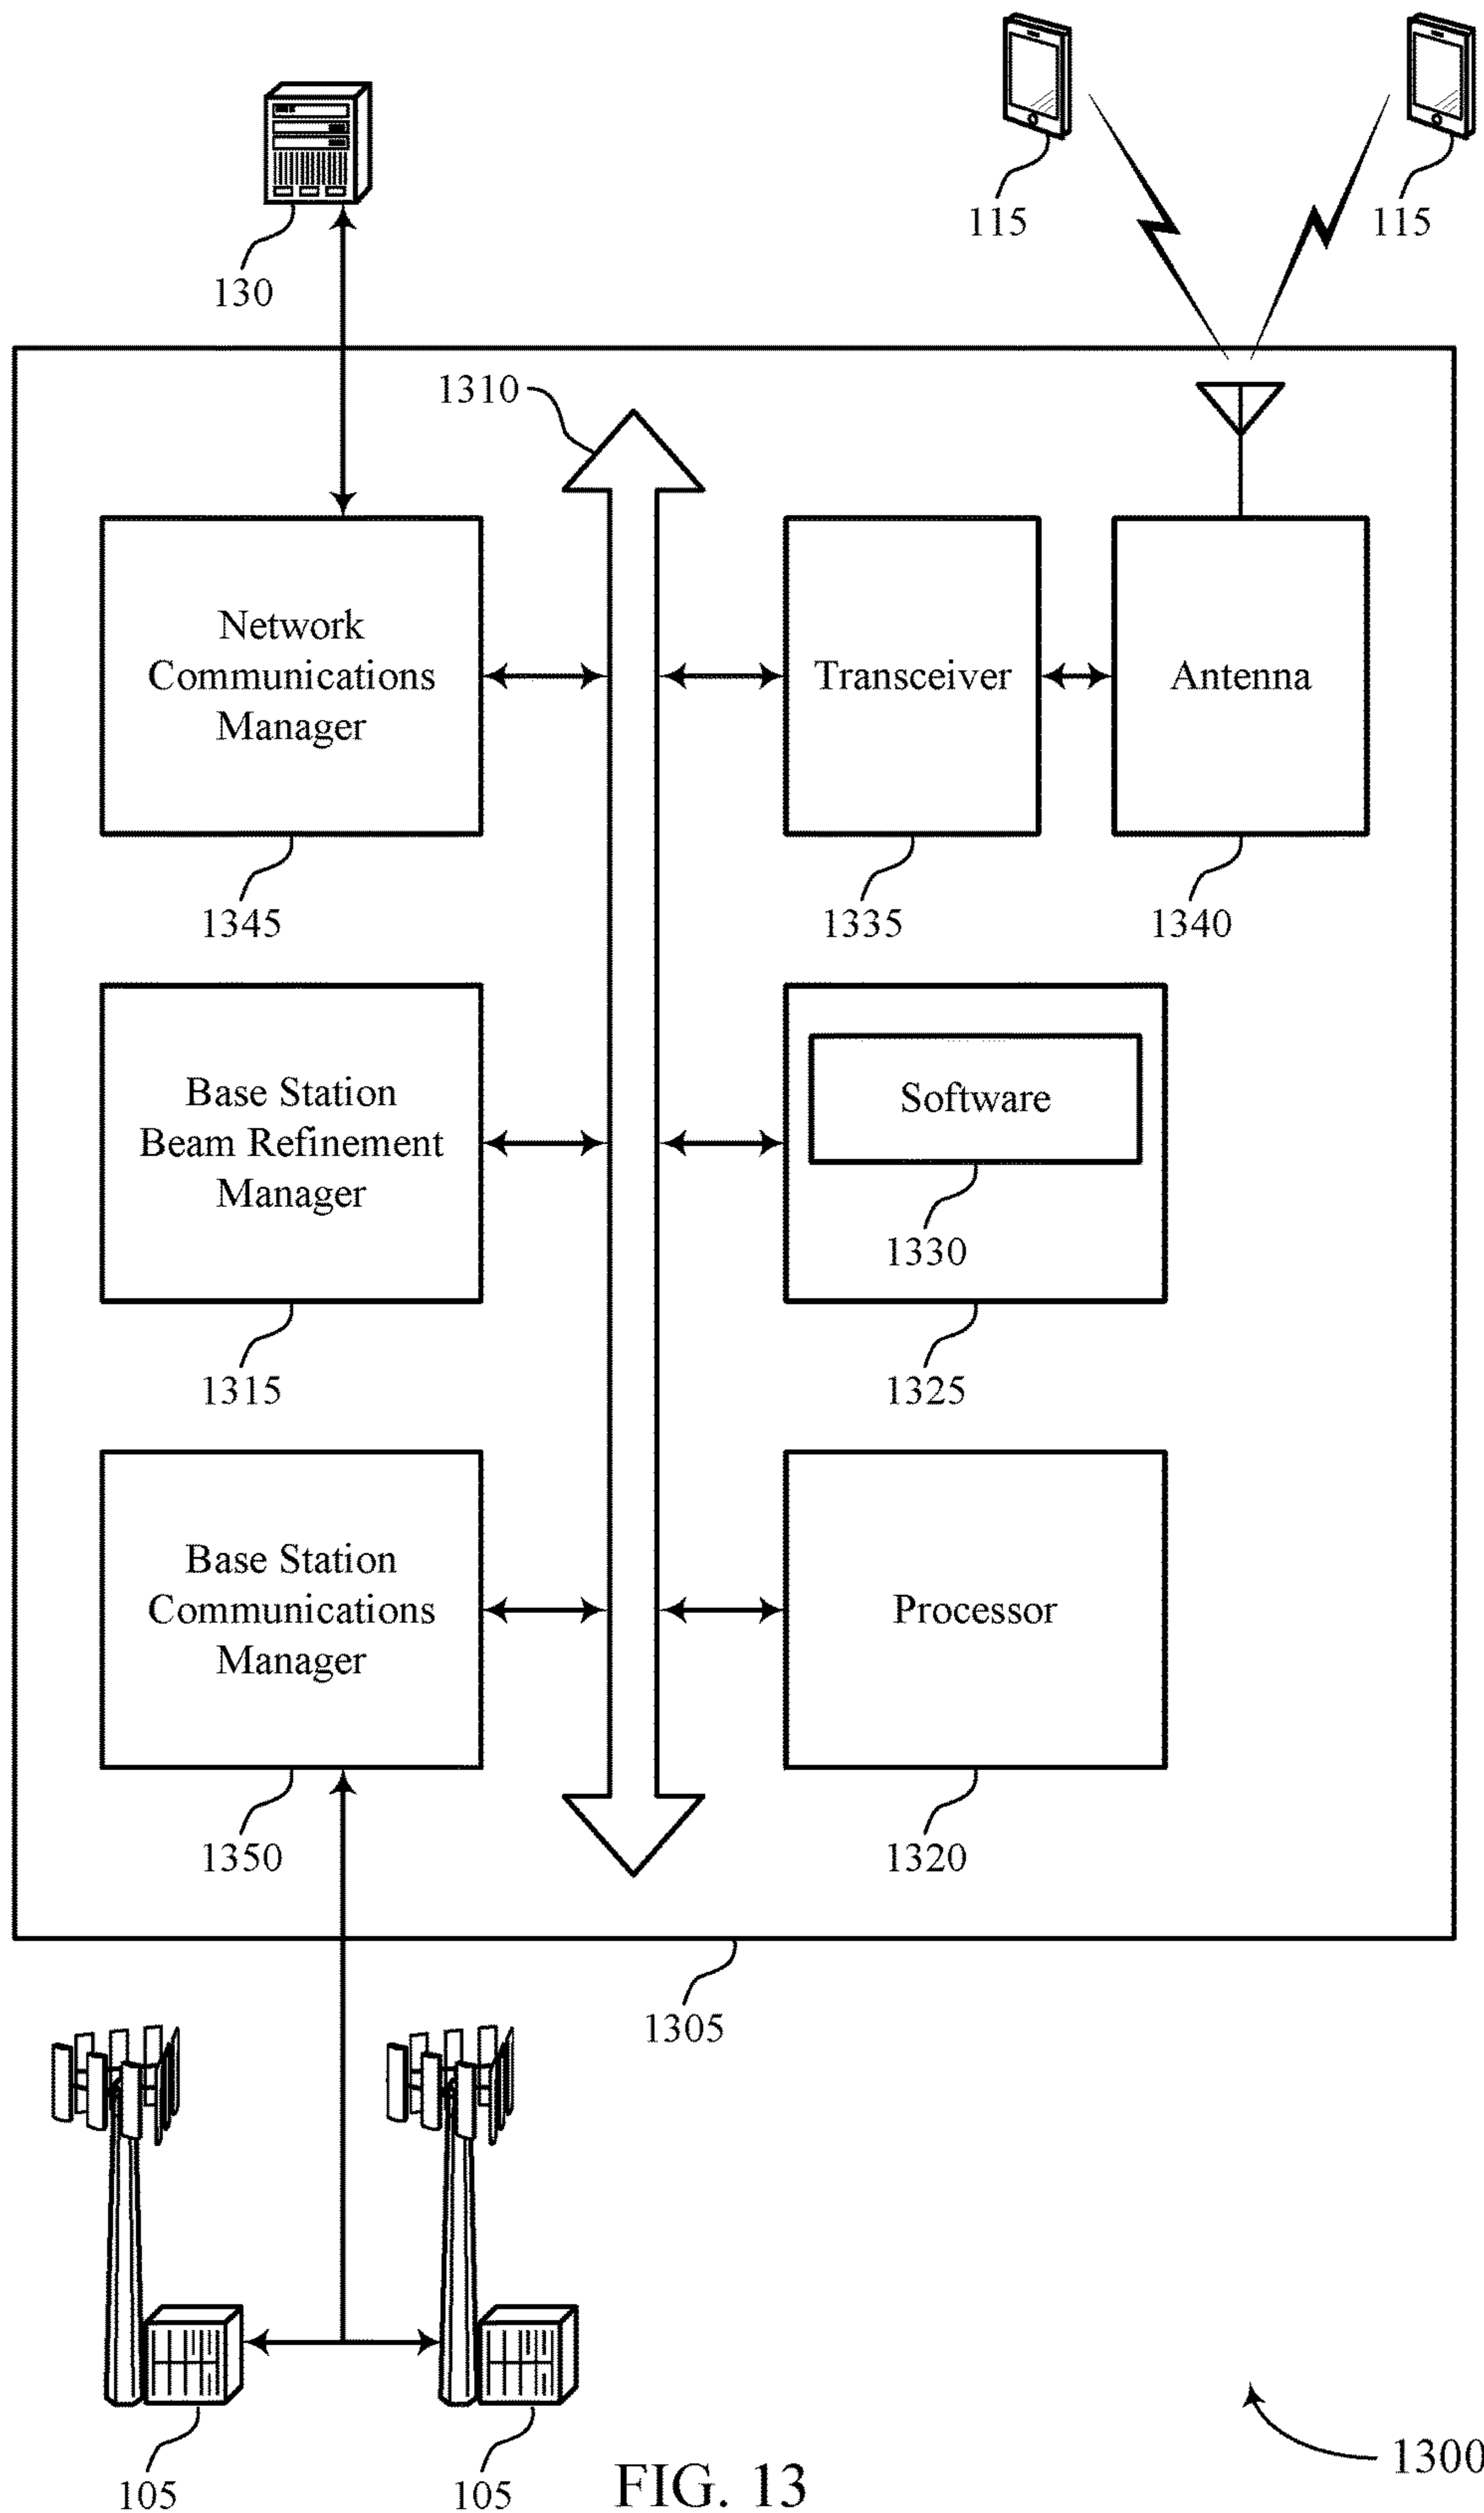 115
115
130
1310
Network
Communications
Manager
Transceiver
Antenna
1345
1335
1340
Base Station
Beam Refinement
Manager
Software
1330
1315
1325
Base Station
Communications
Manager
Processor
1350
1320
1305
105
105
FIG. 13
1300